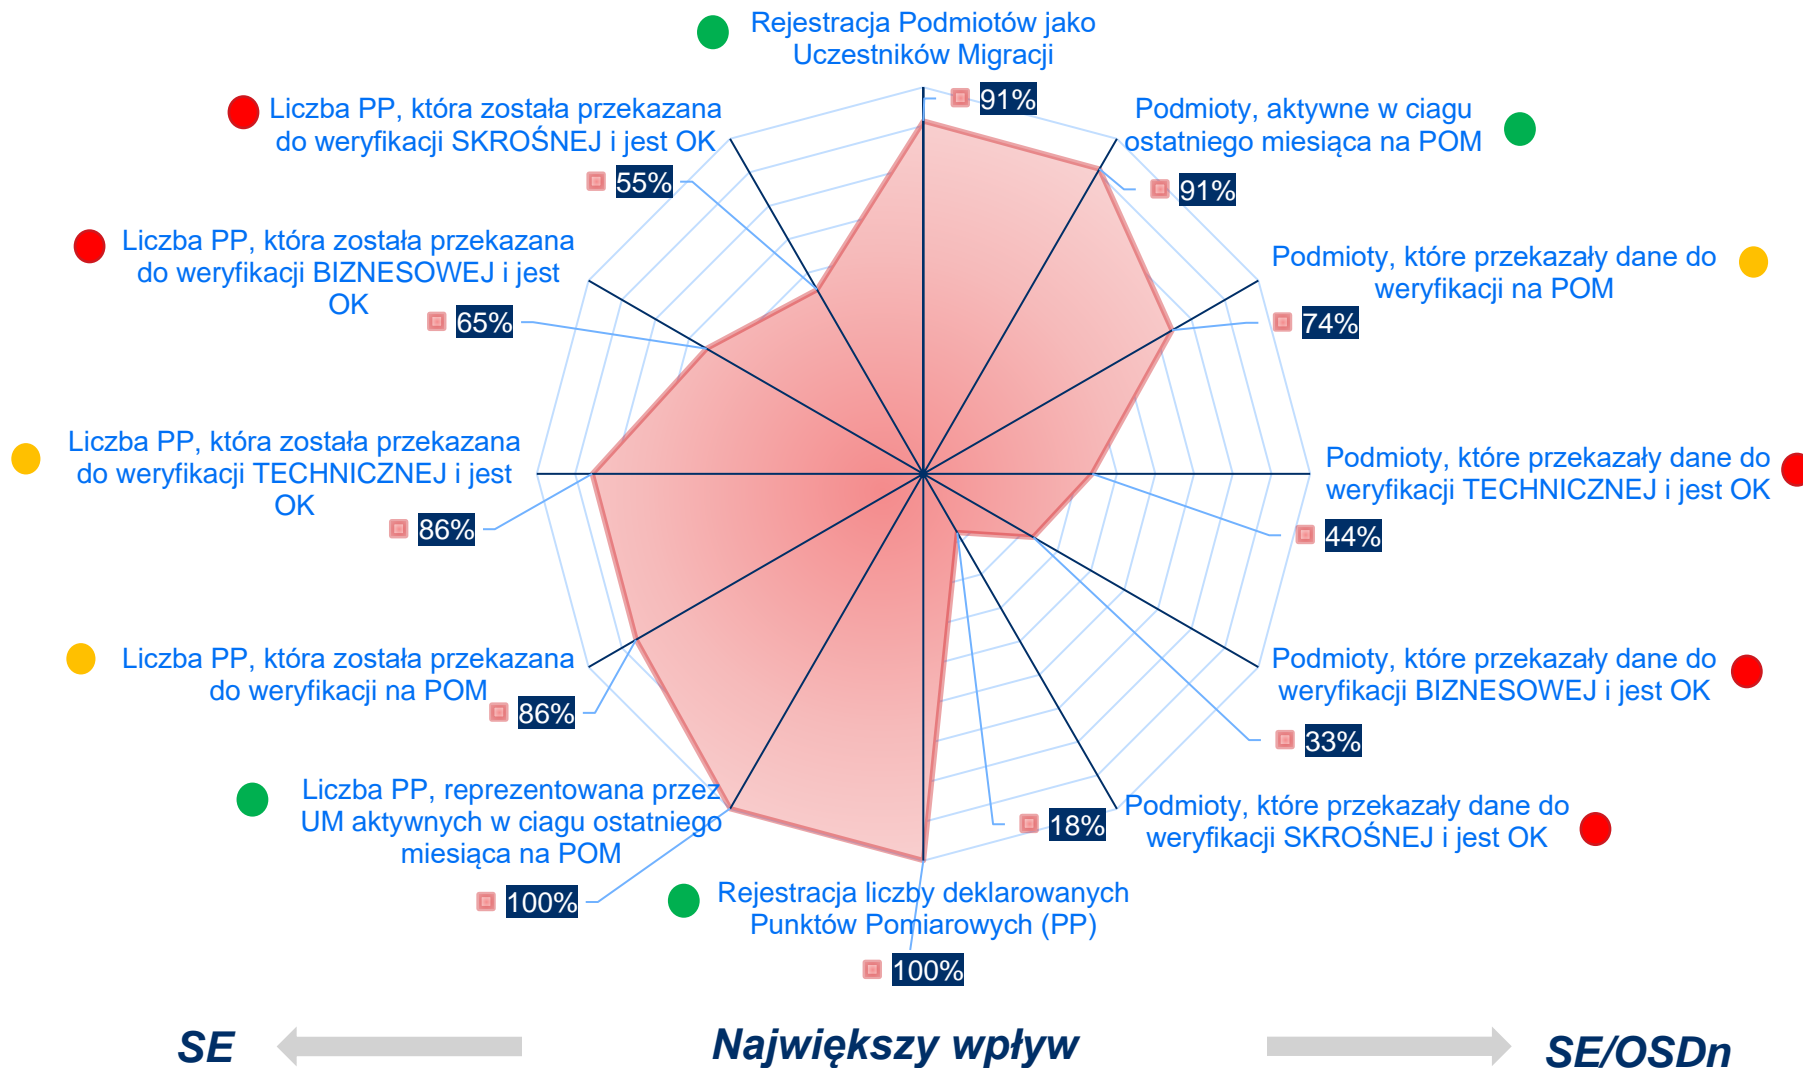 Rejestracja Podmiotów jako
Uczestników Migracji
91%
Podmioty, aktywne w ciagu
ostatniego miesiąca na POM
91%
Podmioty, które przekazały dane do
weryfikacji na POM
74%
Podmioty, które przekazały dane do
weryfikacji TECHNICZNEJ i jest OK
44%
Podmioty, które przekazały dane do
weryfikacji BIZNESOWEJ i jest OK
33%
Podmioty, które przekazały dane do
weryfikacji SKROŚNEJ i jest OK
18%
Rejestracja liczby deklarowanych
Punktów Pomiarowych (PP)
100%
Liczba PP, reprezentowana przez
UM aktywnych w ciagu ostatniego
miesiąca na POM
100%
Liczba PP, która została przekazana
do weryfikacji na POM
86%
Liczba PP, która została przekazana
do weryfikacji TECHNICZNEJ i jest
OK
86%
Liczba PP, która została przekazana
do weryfikacji BIZNESOWEJ i jest
OK
65%
Liczba PP, która została przekazana
do weryfikacji SKROŚNEJ i jest OK
55%
SE
Największy wpływ
SE/OSDn